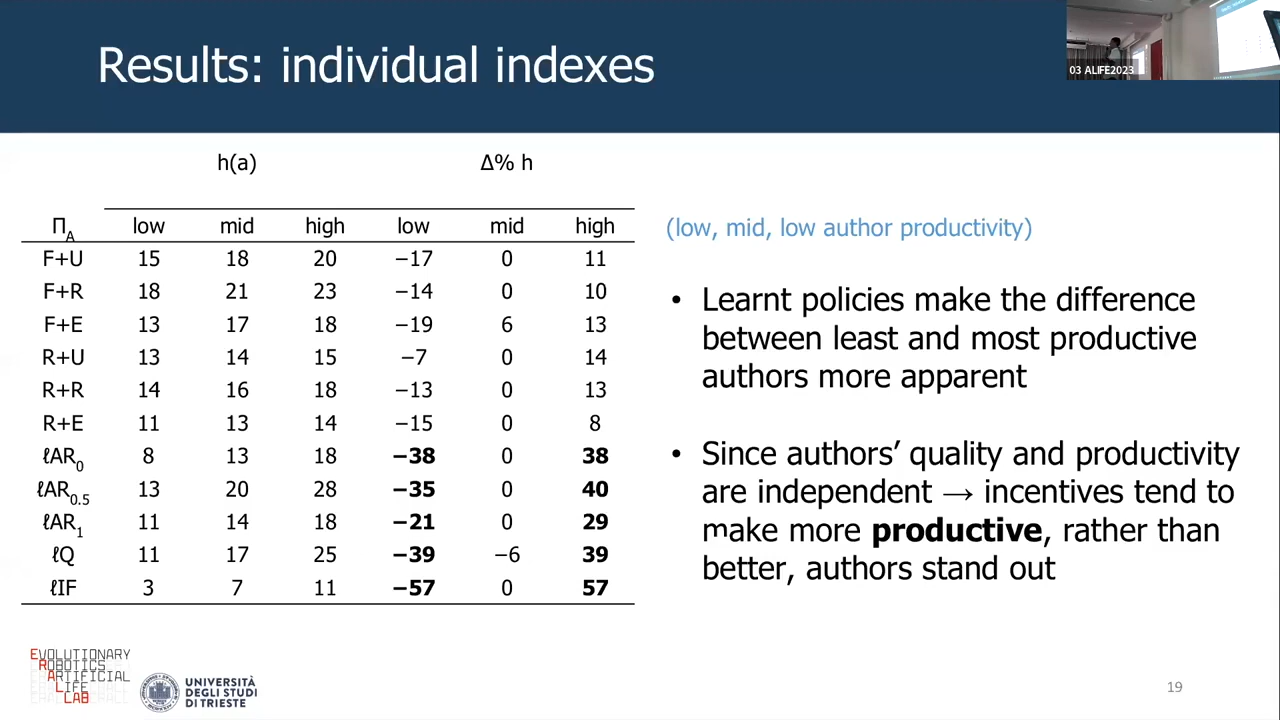 Results: individual indexes
03 ALIFE2023
h(a) Δ% h
Π_A low mid high low mid high
F+U 15 18 20 −17 0 11
F+R 18 21 23 −14 0 10
F+E 13 17 18 −19 6 13
R+U 13 14 15 −7 0 14
R+R 14 16 18 −13 0 13
R+E 11 13 14 −15 0 8
ℓAR_0 8 13 18 −38 0 38
ℓAR_0.5 13 20 28 −35 0 40
ℓAR_1 11 14 18 −21 0 29
ℓQ 11 17 25 −39 −6 39
ℓIF 3 7 11 −57 0 57
(low, mid, low author productivity)
• Learnt policies make the difference
between least and most productive
authors more apparent
• Since authors’ quality and productivity
are independent → incentives tend to
make more productive, rather than
better, authors stand out
EVOLUTIONARY
ROBOTICS
ARTIFICIAL
LIFE
LAB
UNIVERSITÀ
DEGLI STUDI
DI TRIESTE
19